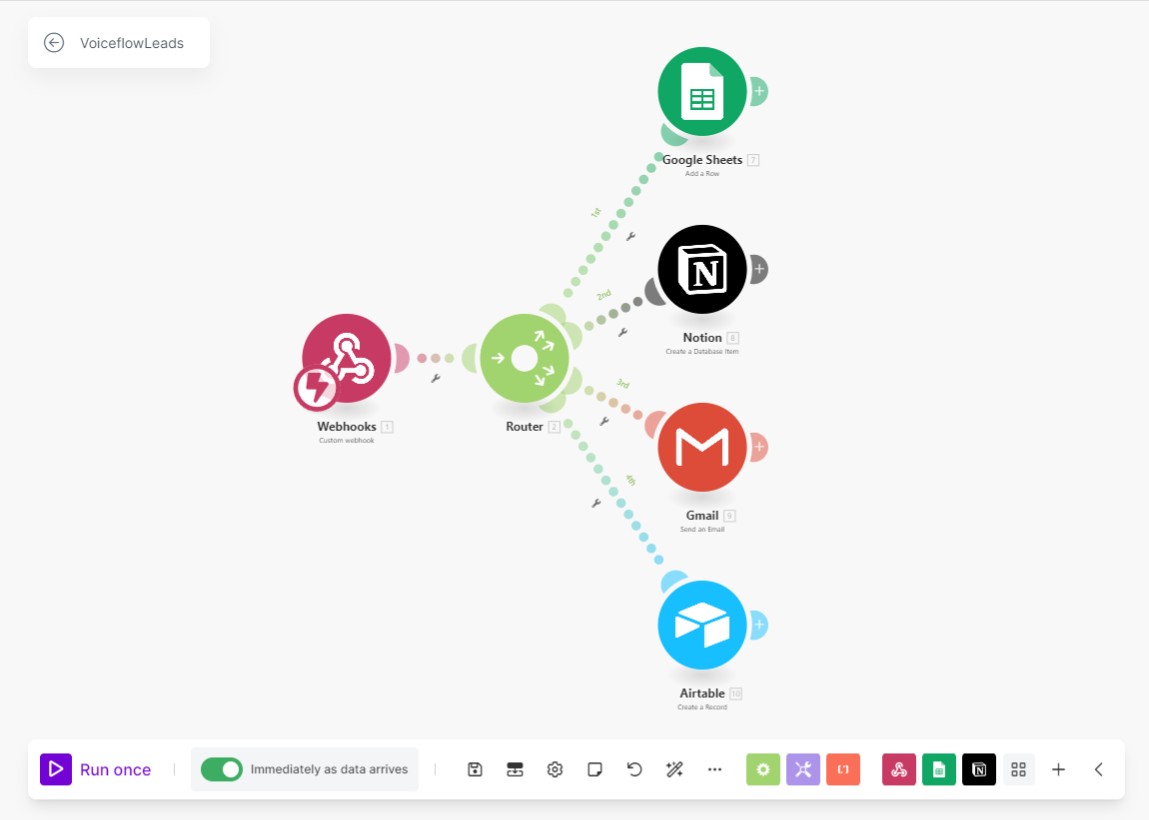 VoiceflowLeads
Google Sheets 7
Add a Row
1st
Notion 8
Create a Database Item
2nd
Webhooks 1
Custom webhook
Router 2
3rd
Gmail 9
Send an Email
4th
Airtable 10
Create a Record
Run once
Immediately as data arrives